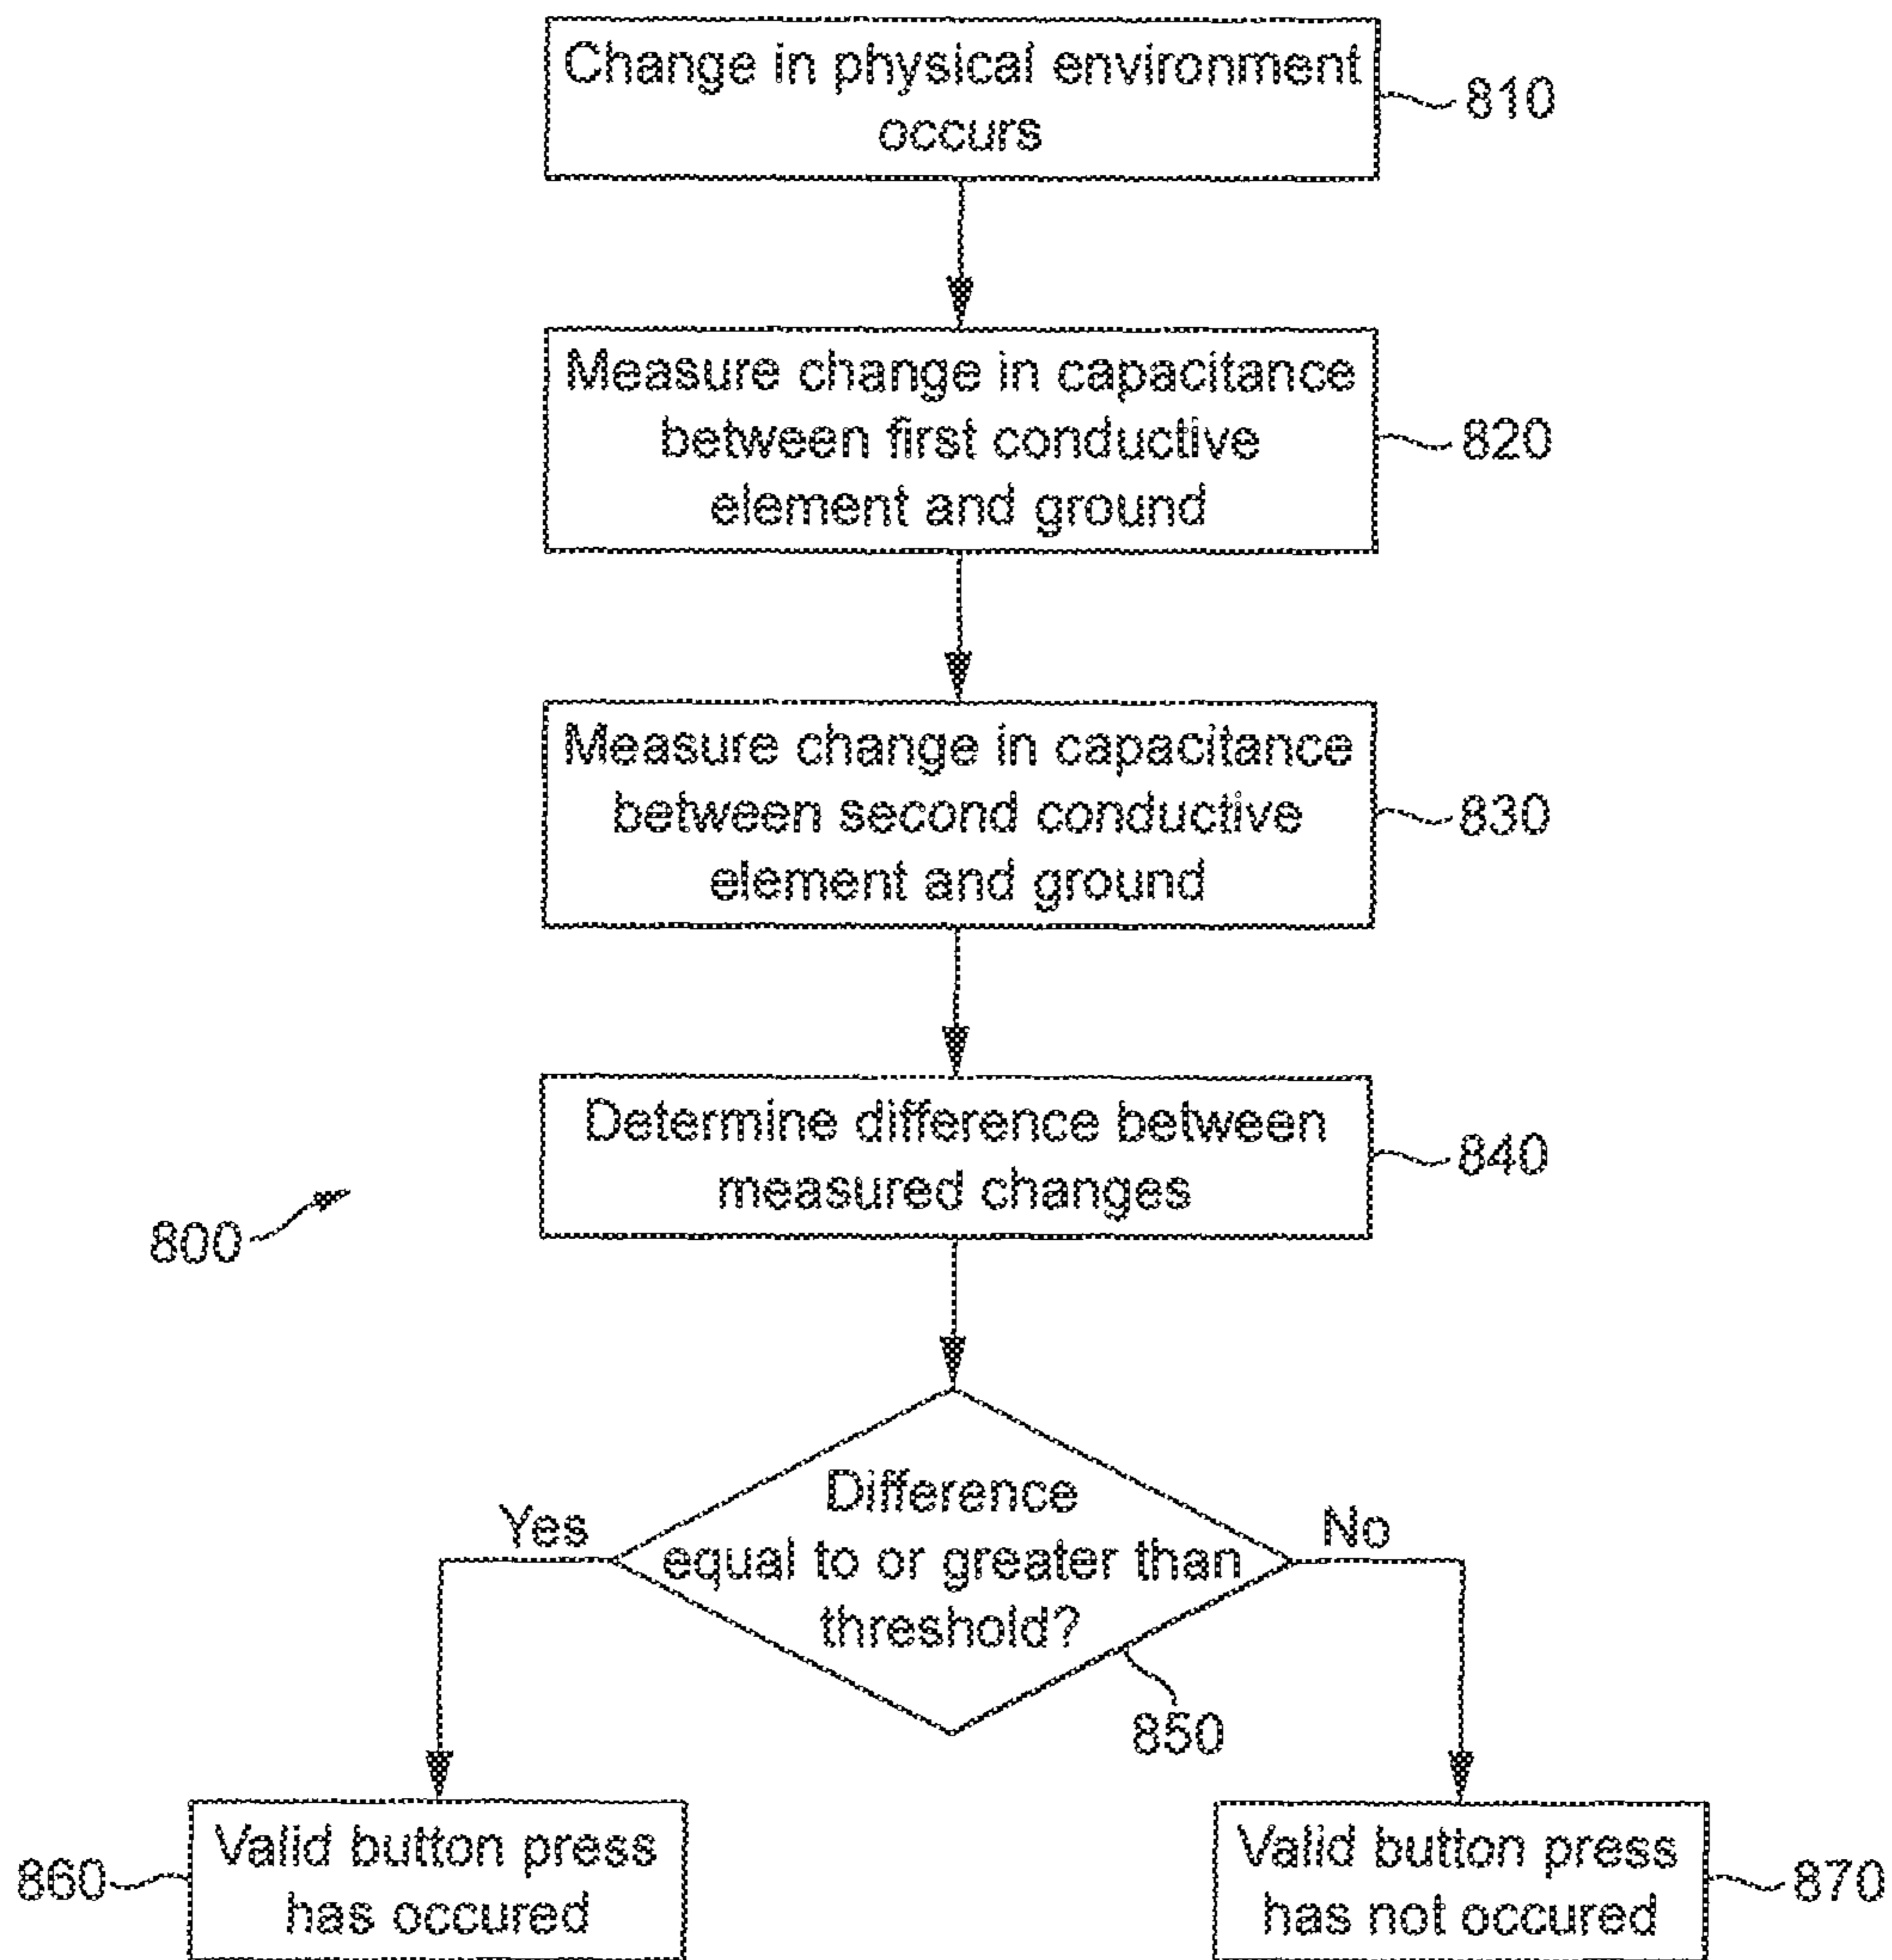 Change in physical environment
occurs
810
Measure change in capacitance
between first conductive
element and ground
820
Measure change in capacitance
between second conductive
element and ground
830
Determine difference between
measured changes
840
800
Difference
equal to or greater than
threshold?
Yes
No
850
Valid button press
has occured
860
Valid button press
has not occured
870